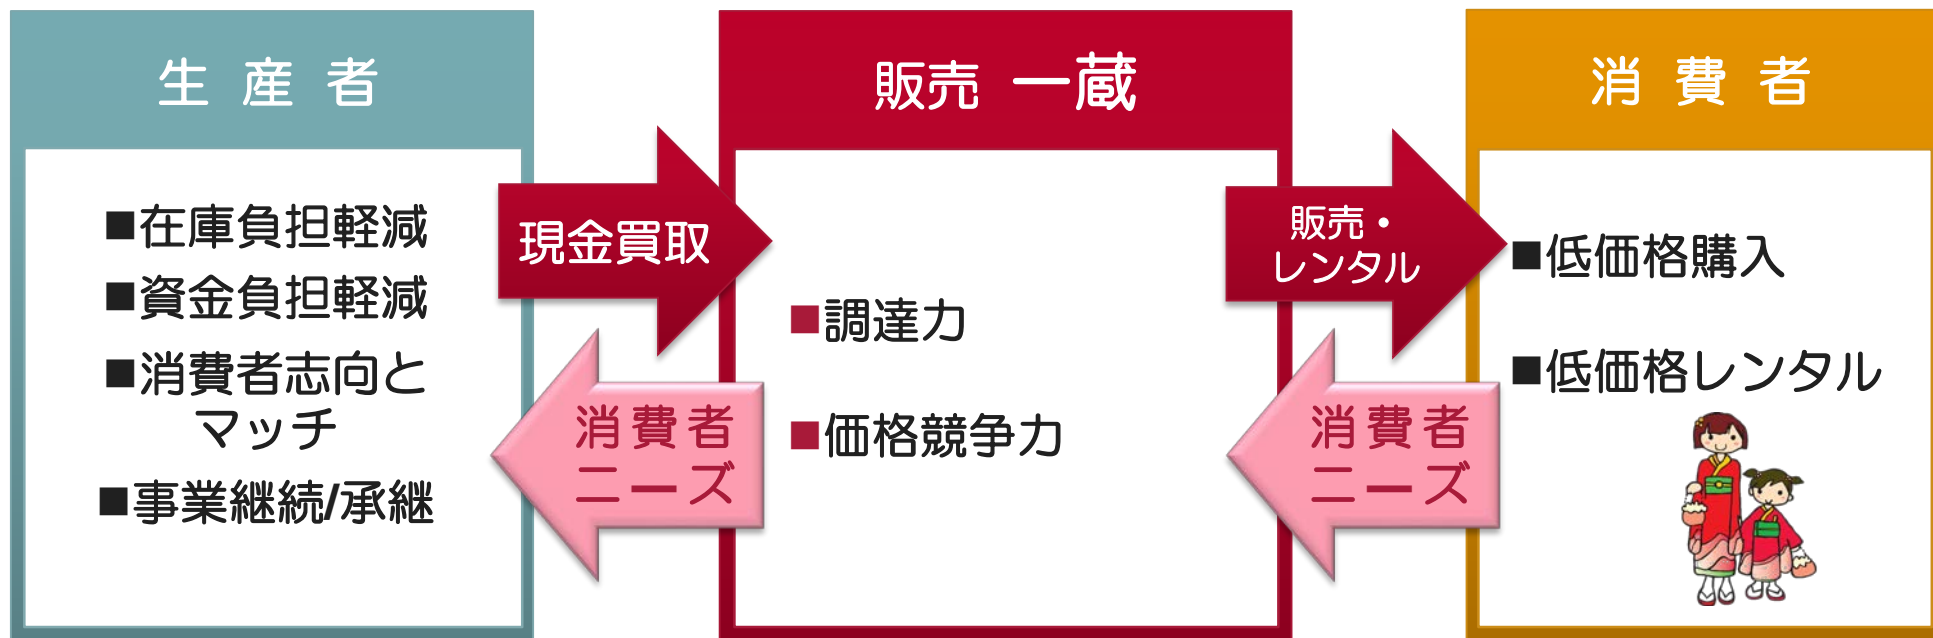 生 産 者
■在庫負担軽減
■資金負担軽減
■消費者志向と
マッチ
■事業継続/承継
現金買取
消費者
ニーズ
販売 一蔵
■調達力
■価格競争力
販売・
レンタル
消費者
ニーズ
消 費 者
■低価格購入
■低価格レンタル